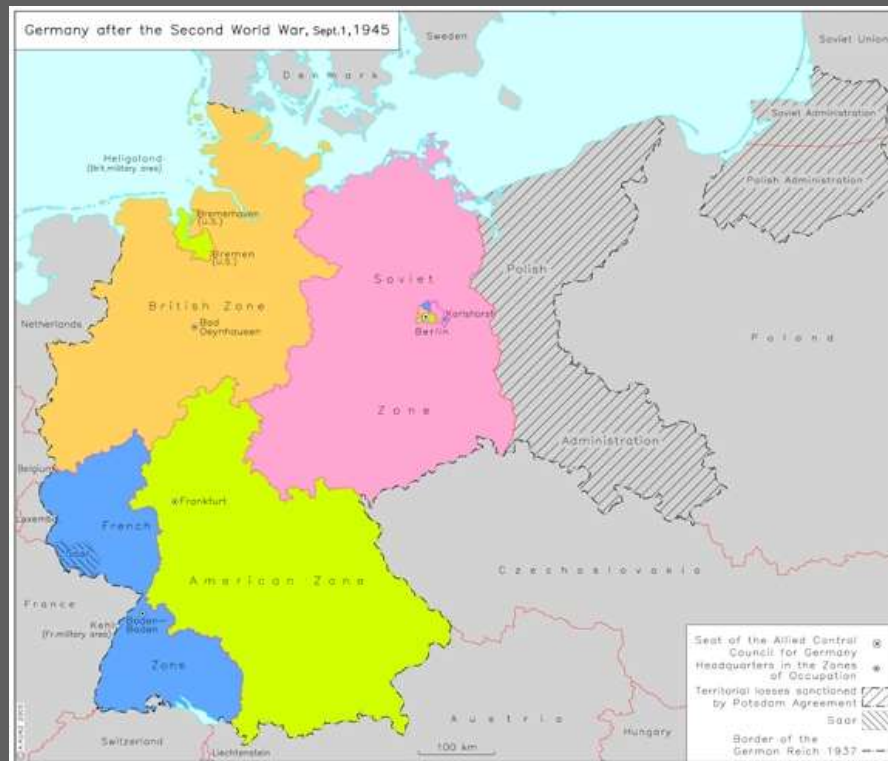 Germany after the Second World War, Sept.1, 1945
Sweden
Soviet Union
Denmark
Soviet Administration
Heligoland
(Brit.military area)
Polish Administration
Bremerhaven
(U.S.)
Bremen
(U.S.)
Polish
Soviet
British Zone
Karlshorst
Netherlands
Bad
Oeynhausen
Berlin
Poland
Zone
Administration
Belgium
Frankfurt
Luxemb.
French
Saar
American Zone
Czechoslovakia
France
Kehl
(Fr.military area)
Baden-
Baden
Zone
Seat of the Allied Control
Council for Germany
Headquarters in the Zones
of Occupation
Territorial losses sanctioned
by Potsdam Agreement
Saar
Border of the
German Reich 1937
Austria
Hungary
Switzerland
Liechtenstein
100 km